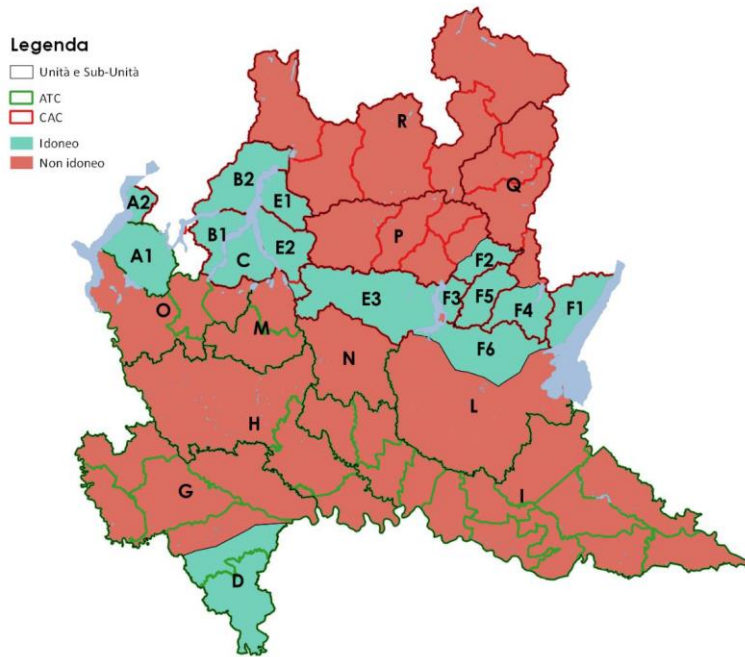 Legenda
Unità e Sub-Unità
ATC
CAC
Idoneo
Non idoneo
R
B2
Q
A2
E1
B1
P
E2
A1
C
F2
E3
F3
F5
F4
F1
O
M
F6
N
L
H
G
I
D